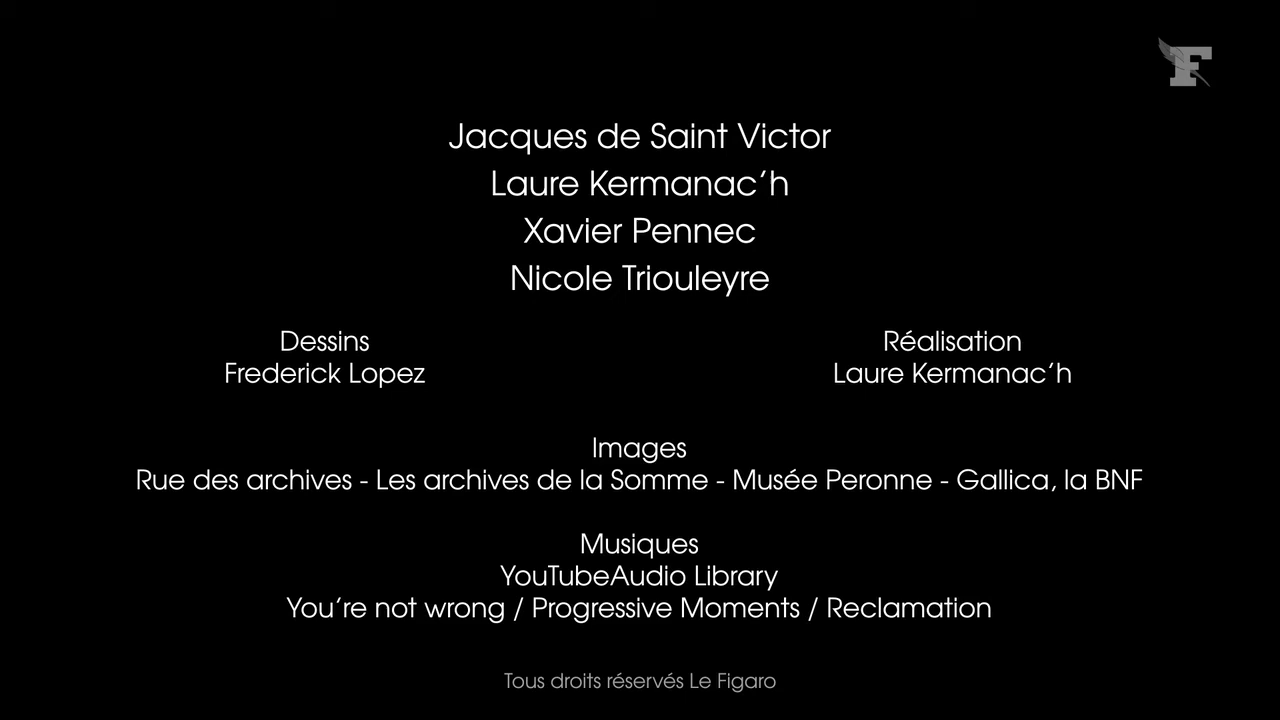 F
Jacques de Saint Victor
Laure Kermanac’h
Xavier Pennec
Nicole Triouleyre
Dessins
Frederick Lopez
Réalisation
Laure Kermanac’h
Images
Rue des archives - Les archives de la Somme - Musée Peronne - Gallica, la BNF
Musiques
YouTubeAudio Library
You’re not wrong / Progressive Moments / Reclamation
Tous droits réservés Le Figaro